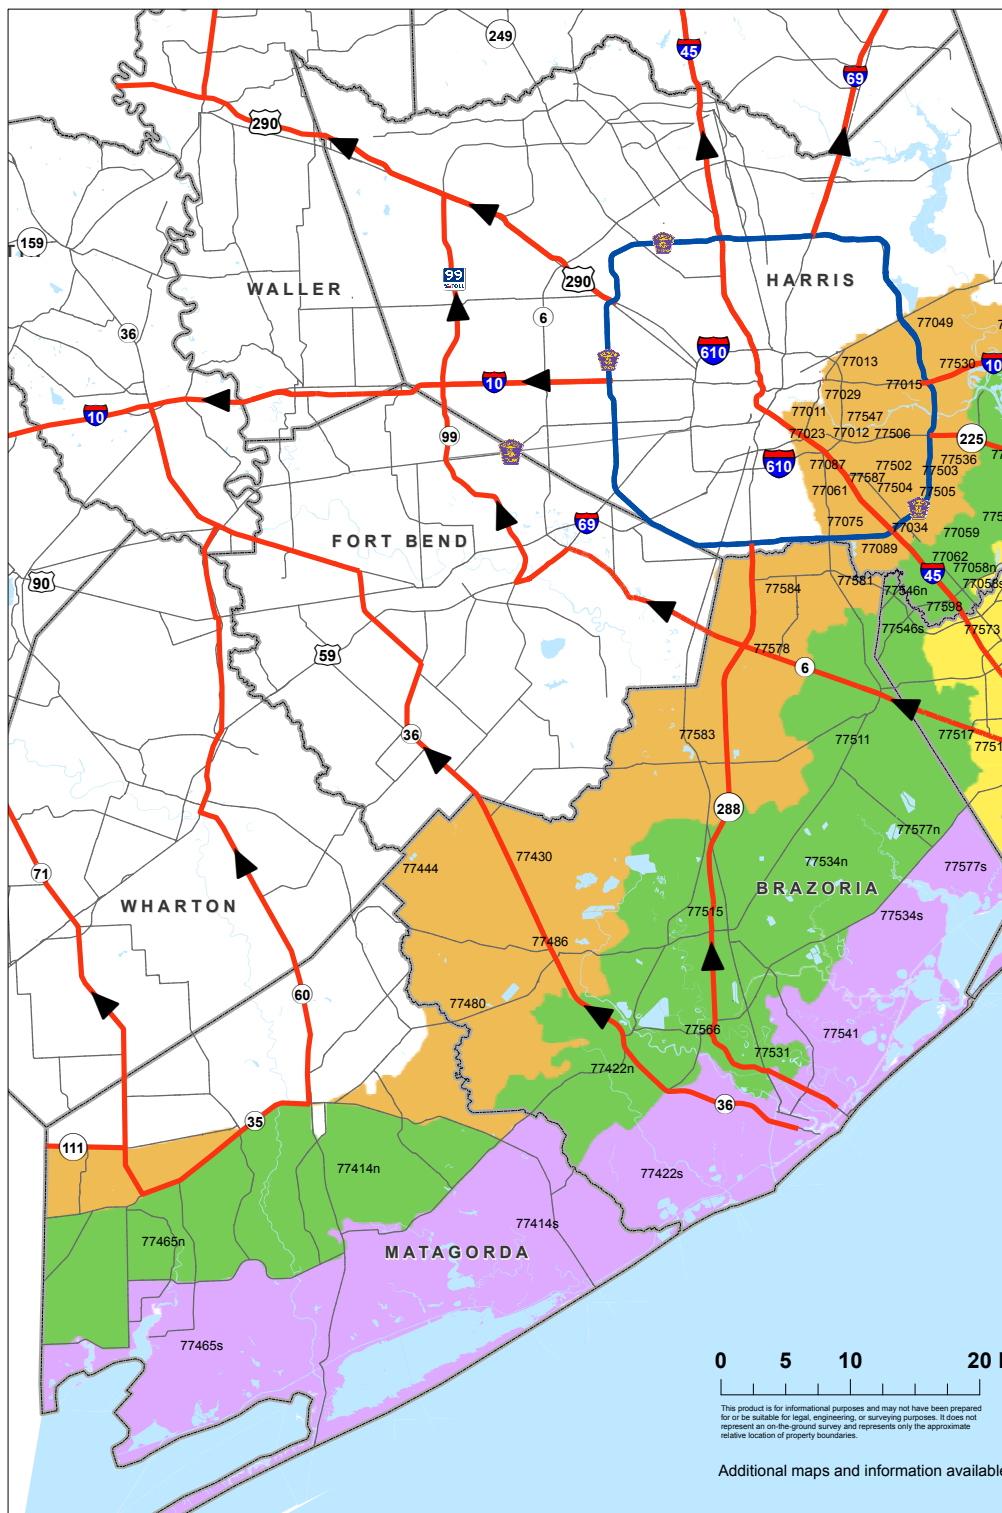 249
45
69
290
159
HARRIS
99
WALLER
290
6
77049
36
610
77013
77530
10
10
77015
77029
10
77011
77547
99
77023
77012
77506
225
610
77536
77087
77502
77503
77587
77504
77505
77061
69
77075
77034
77059
FORT BEND
77089
77062
77058n
45
90
77584
77581
77546n
77058s
77598
77546s
77573
59
77578
6
36
77583
77511
77517
288
77577n
77430
77534n
77444
77577s
71
BRAZORIA
WHARTON
77515
77534s
77486
60
77480
77566
77541
77531
77422n
36
35
111
77414n
77422s
77414s
77465n
MATAGORDA
77465s
0 5 10 20
This product is for informational purposes and may not have been prepared
for or be suitable for legal, engineering, or surveying purposes. It does not
represent an on-the-ground survey and represents only the approximate
relative location of property boundaries.
Additional maps and information available